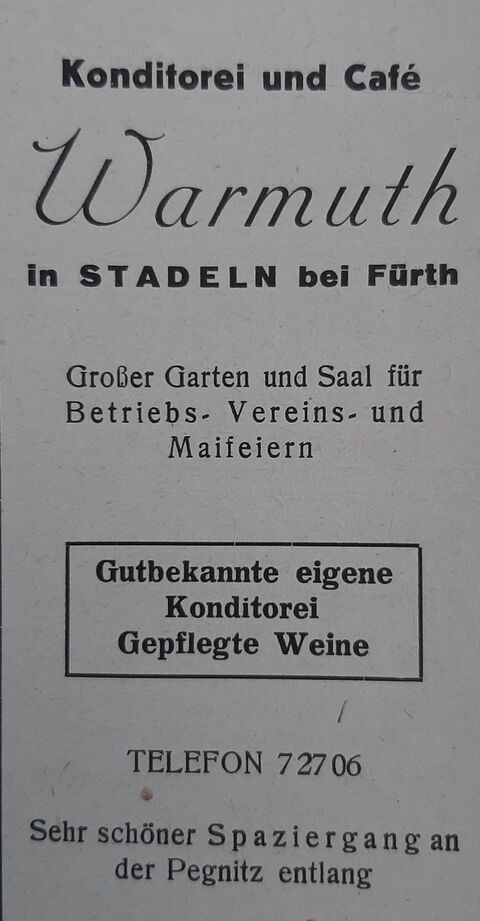 Konditorei und Café
Warmuth
in STADELN bei Fürth
Großer Garten und Saal für
Betriebs- Vereins- und
Maifeiern
Gutbekannte eigene
Konditorei
Gepflegte Weine
TELEFON 72706
Sehr schöner Spaziergang an
der Pegnitz entlang